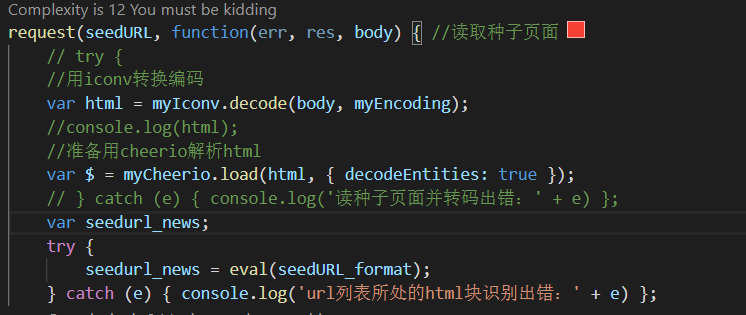 Complexity is 12 You must be kidding
request(seedURL, function(err, res, body) { //读取种子页面
// try {
//用iconv转换编码
var html = myIconv.decode(body, myEncoding);
//console.log(html);
//准备用cheerio解析html
var $ = myCheerio.load(html, { decodeEntities: true });
// } catch (e) { console.log('读种子页面并转码出错：' + e) };
var seedurl_news;
try {
seedurl_news = eval(seedURL_format);
} catch (e) { console.log('url列表所处的html块识别出错：' + e) };